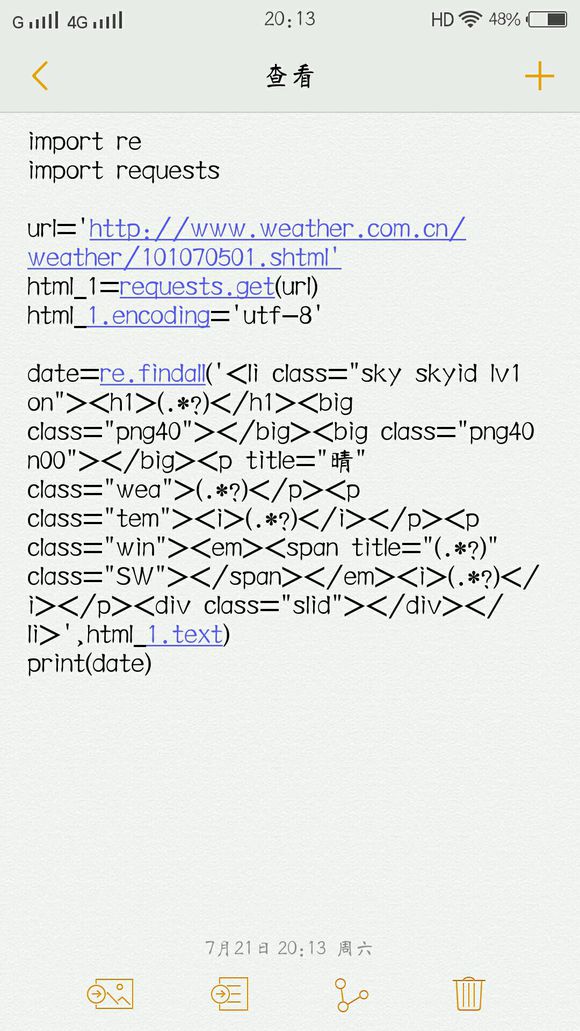 G 4G 20:13 HD 48%
查看
import re
import requests
url='http://www.weather.com.cn/
weather/101070501.shtml'
html_1=requests.get(url)
html_1.encoding='utf-8'
date=re.findall('<li class="sky skyid lv1
on"><h1>(.*?)</h1><big
class="png40"></big><big class="png40
n00"></big><p title="晴"
class="wea">(.*?)</p><p
class="tem"><i>(.*?)</i></p><p
class="win"><em><span title="(.*?)"
class="SW"></span></em><i>(.*?)</
i></p><div class="slid"></div></
li>',html_1.text)
print(date)
7月21日 20:13 周六